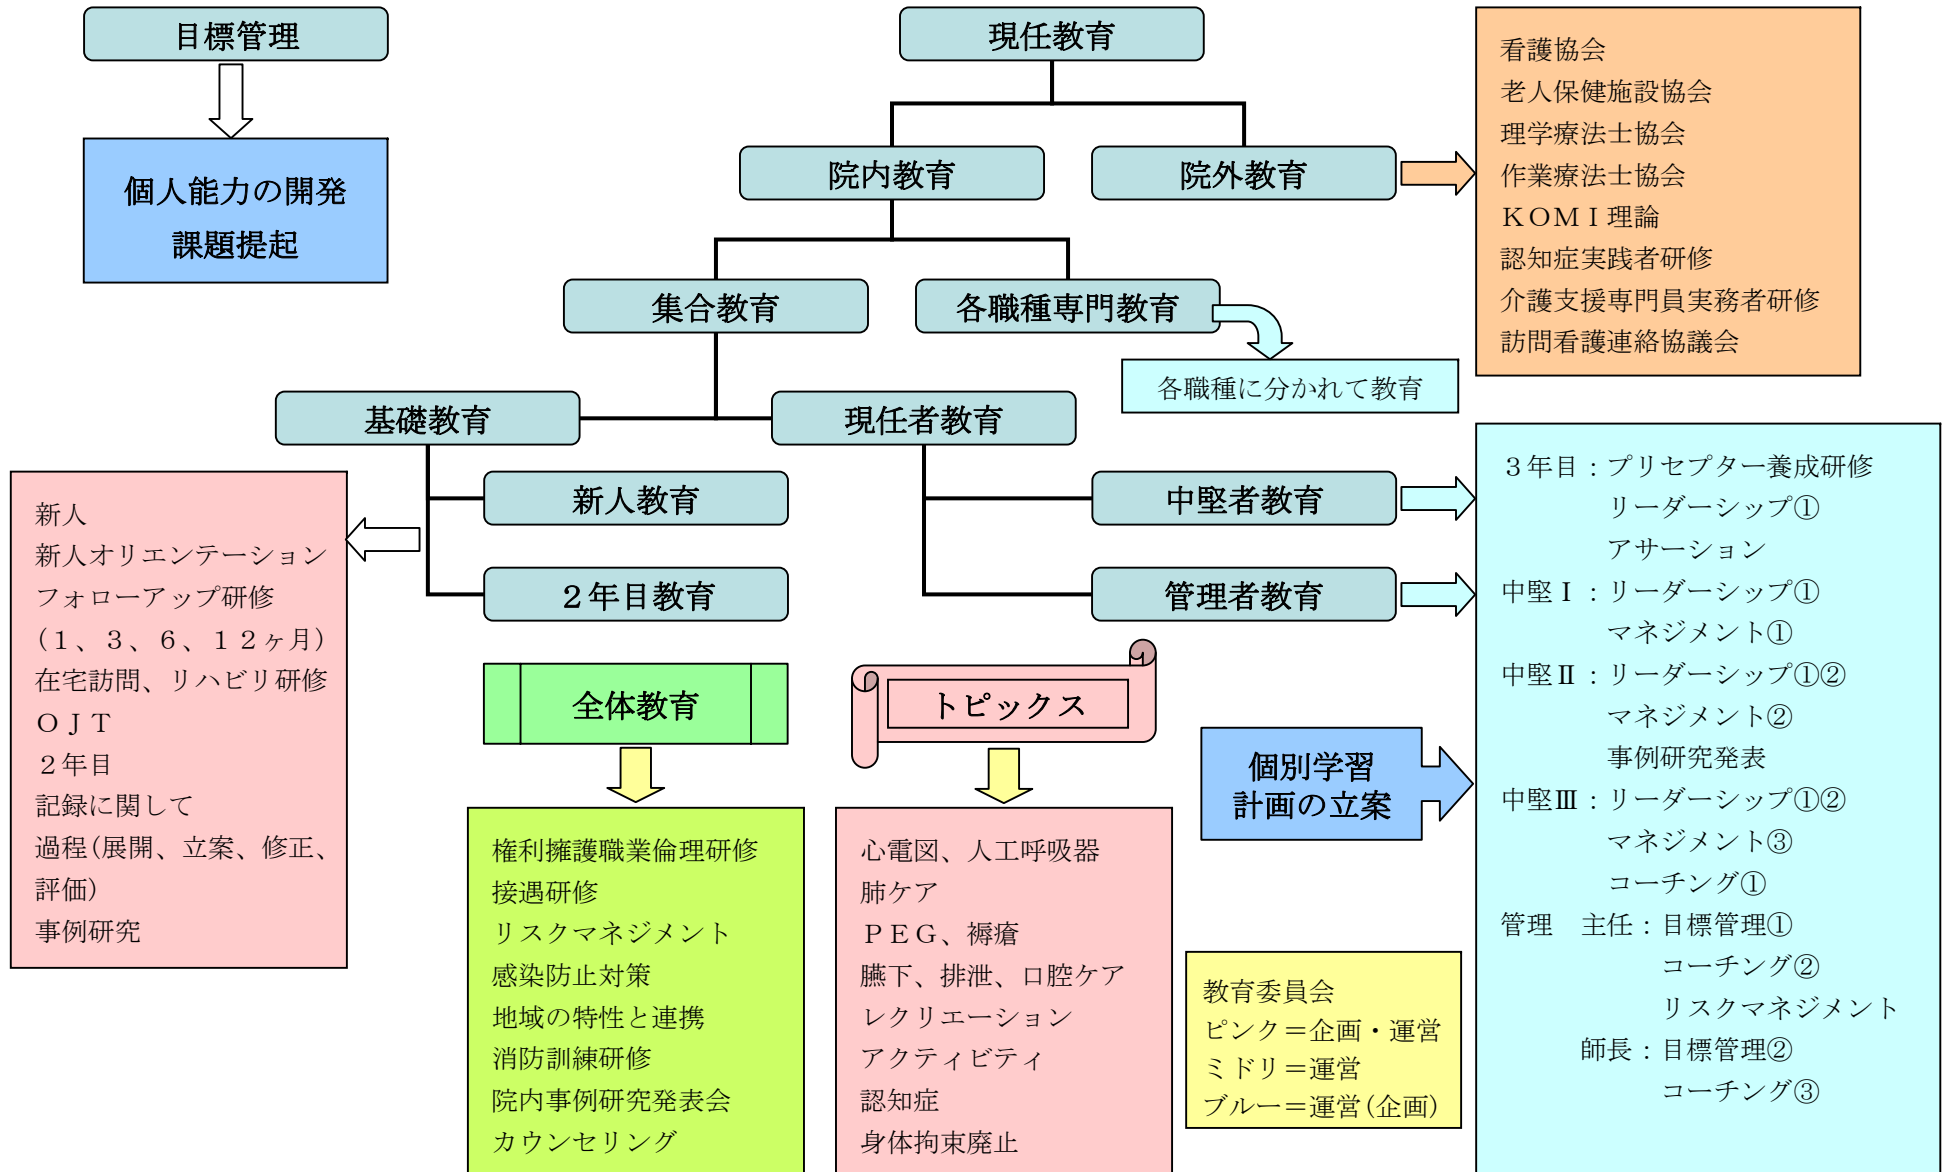 目標管理
個人能力の開発
課題提起
現任教育
院内教育
院外教育
看護協会
老人保健施設協会
理学療法士協会
作業療法士協会
ＫＯＭＩ理論
認知症実践者研修
介護支援専門員実務者研修
訪問看護連絡協議会
集合教育
各職種専門教育
各職種に分かれて教育
基礎教育
現任者教育
新人教育
２年目教育
中堅者教育
管理者教育
新人
新人オリエンテーション
フォローアップ研修
（１、３、６、１２ヶ月）
在宅訪問、リハビリ研修
ＯＪＴ
２年目
記録に関して
過程（展開、立案、修正、
評価）
事例研究
全体教育
権利擁護職業倫理研修
接遇研修
リスクマネジメント
感染防止対策
地域の特性と連携
消防訓練研修
院内事例研究発表会
カウンセリング
トピックス
心電図、人工呼吸器
肺ケア
ＰＥＧ、褥瘡
臙下、排泄、口腔ケア
レクリエーション
アクティビティ
認知症
身体拘束廃止
個別学習
計画の立案
教育委員会
ピンク＝企画・運営
ミドリ＝運営
ブルー＝運営（企画）
３年目：プリセプター養成研修
リーダーシップ①
アサーション
中堅Ⅰ：リーダーシップ①
マネジメント①
中堅Ⅱ：リーダーシップ①②
マネジメント②
事例研究発表
中堅Ⅲ：リーダーシップ①②
マネジメント③
コーチング①
管理　主任：目標管理①
コーチング②
リスクマネジメント
師長：目標管理②
コーチング③